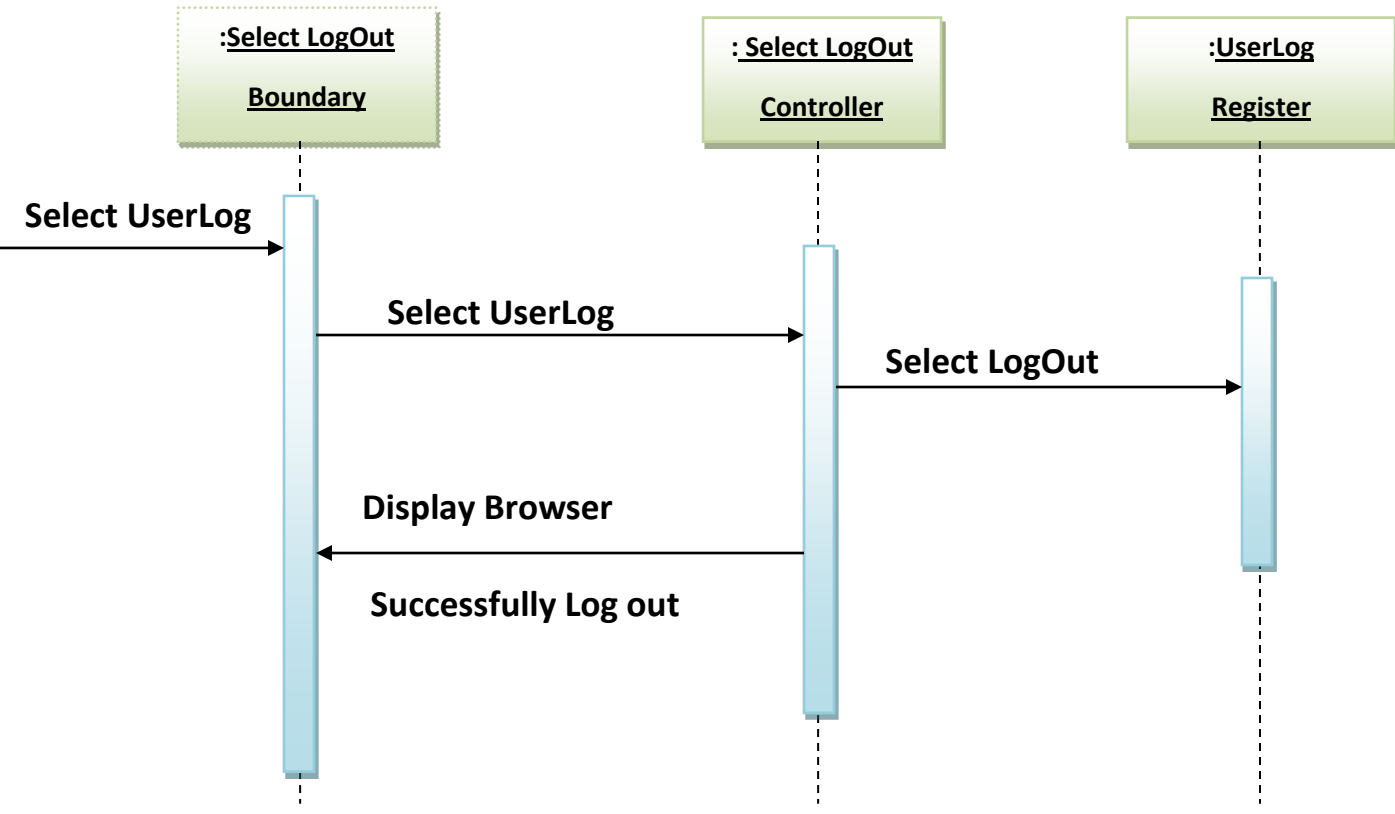 :Select LogOut
Boundary
: Select LogOut
Controller
:UserLog
Register
Select UserLog
Select UserLog
Select LogOut
Display Browser
Successfully Log out